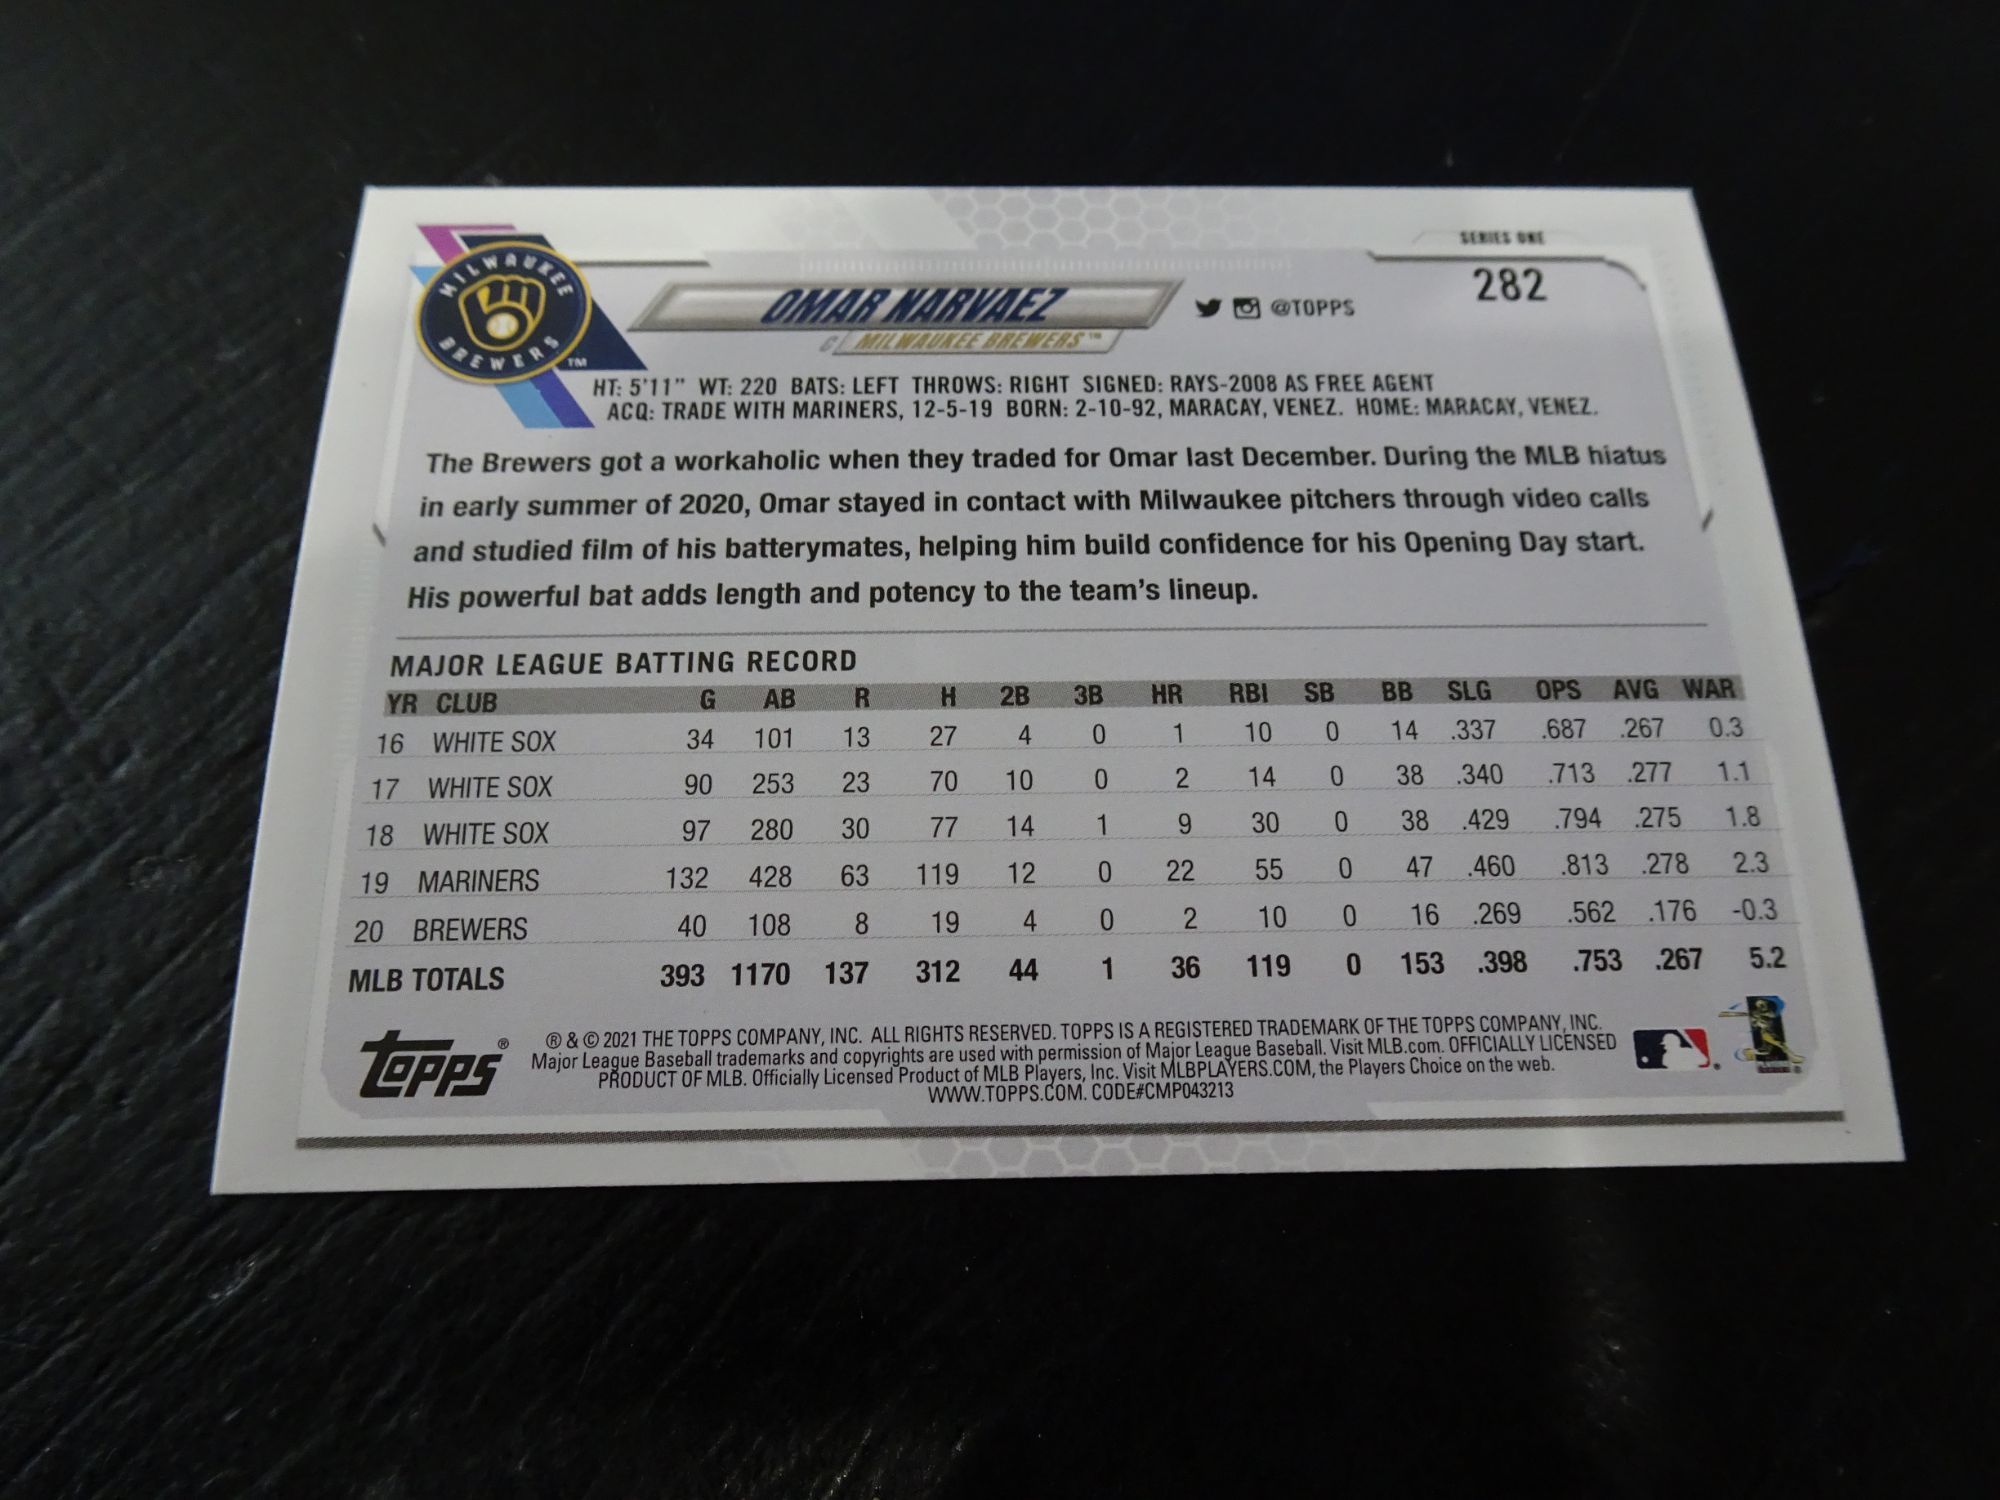 MILWAUKEE
BREWERS
TM
SERIES ONE
282
OMAR NARVAEZ
@TOPPS
C MILWAUKEE BREWERS™
HT: 5'11" WT: 220 BATS: LEFT THROWS: RIGHT SIGNED: RAYS-2008 AS FREE AGENT
ACQ: TRADE WITH MARINERS, 12-5-19 BORN: 2-10-92, MARACAY, VENEZ. HOME: MARACAY, VENEZ.
The Brewers got a workaholic when they traded for Omar last December. During the MLB hiatus
in early summer of 2020, Omar stayed in contact with Milwaukee pitchers through video calls
and studied film of his batterymates, helping him build confidence for his Opening Day start.
His powerful bat adds length and potency to the team's lineup.
MAJOR LEAGUE BATTING RECORD
YR CLUB G AB R H 2B 3B HR RBI SB BB SLG OPS AVG WAR
16 WHITE SOX 34 101 13 27 4 0 1 10 0 14 .337 .687 .267 0.3
17 WHITE SOX 90 253 23 70 10 0 2 14 0 38 .340 .713 .277 1.1
18 WHITE SOX 97 280 30 77 14 1 9 30 0 38 .429 .794 .275 1.8
19 MARINERS 132 428 63 119 12 0 22 55 0 47 .460 .813 .278 2.3
20 BREWERS 40 108 8 19 4 0 2 10 0 16 .269 .562 .176 -0.3
MLB TOTALS 393 1170 137 312 44 1 36 119 0 153 .398 .753 .267 5.2
topps®
® & © 2021 THE TOPPS COMPANY, INC. ALL RIGHTS RESERVED. TOPPS IS A REGISTERED TRADEMARK OF THE TOPPS COMPANY, INC.
Major League Baseball trademarks and copyrights are used with permission of Major League Baseball. Visit MLB.com. OFFICIALLY LICENSED
PRODUCT OF MLB. Officially Licensed Product of MLB Players, Inc. Visit MLBPLAYERS.COM, the Players Choice on the web.
WWW.TOPPS.COM. CODE#CMP043213